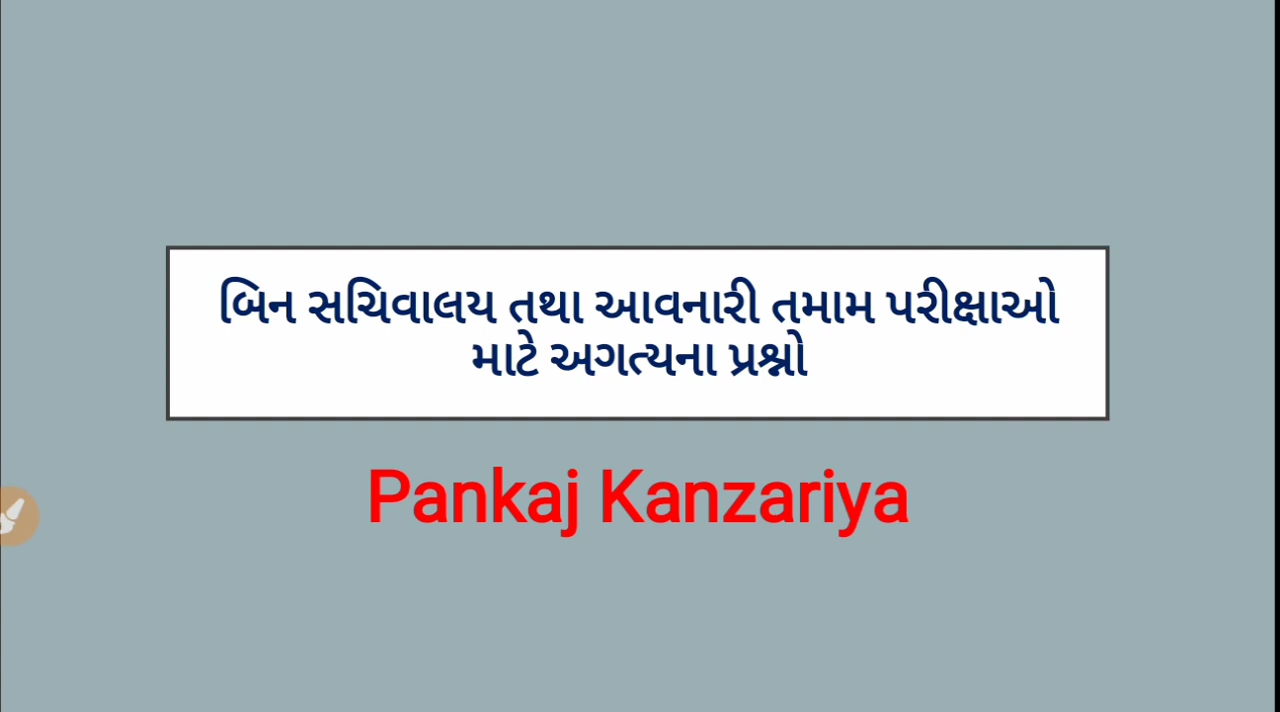 બિન સચિવાલય તથા આવનારી તમામ પરીક્ષાઓ
માટે અગત્યના પ્રશ્નો
Pankaj Kanzariya